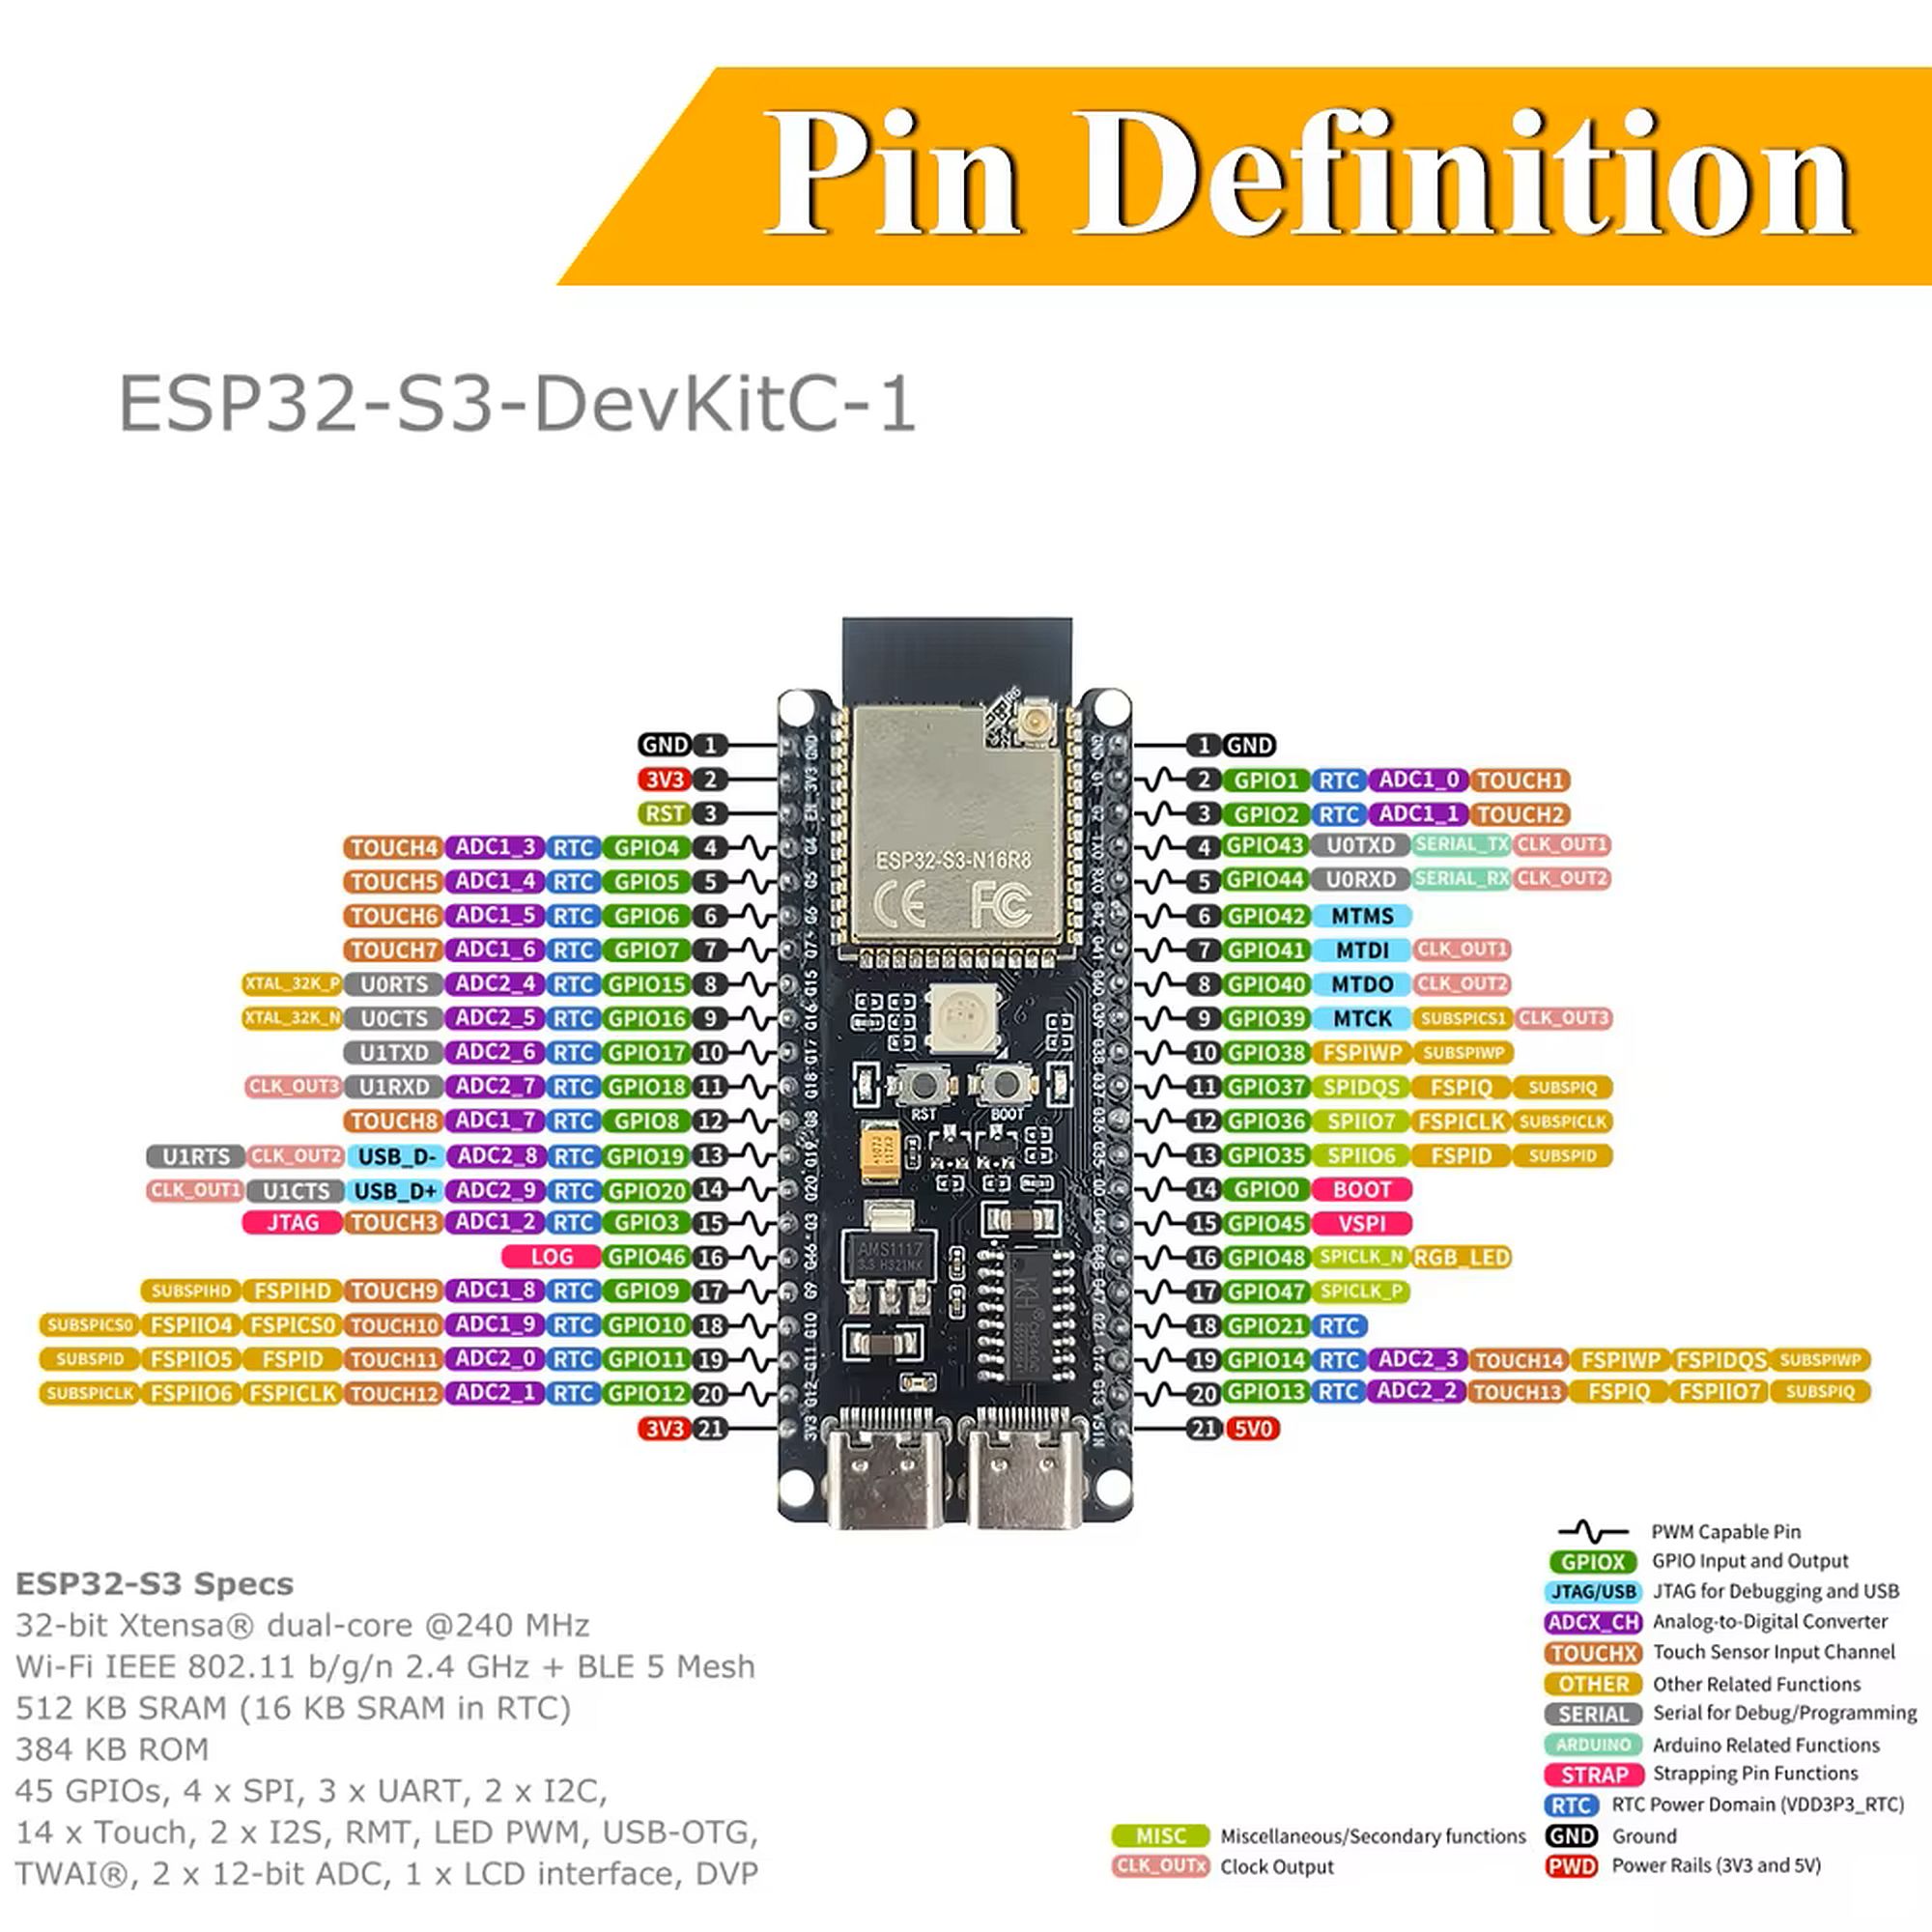 Pin Definition
ESP32-S3-DevKitC-1
GND 1
3V3 2
RST 3
TOUCH4 ADC1_3 RTC GPIO4 4
TOUCH5 ADC1_4 RTC GPIO5 5
TOUCH6 ADC1_5 RTC GPIO6 6
TOUCH7 ADC1_6 RTC GPIO7 7
XTAL_32K_P U0RTS ADC2_4 RTC GPIO15 8
XTAL_32K_N U0CTS ADC2_5 RTC GPIO16 9
U1TXD ADC2_6 RTC GPIO17 10
CLK_OUT3 U1RXD ADC2_7 RTC GPIO18 11
TOUCH8 ADC1_7 RTC GPIO8 12
U1RTS CLK_OUT2 USB_D- ADC2_8 RTC GPIO19 13
CLK_OUT1 U1CTS USB_D+ ADC2_9 RTC GPIO20 14
JTAG TOUCH3 ADC1_2 RTC GPIO3 15
LOG GPIO46 16
SUBSPIHD FSPIHD TOUCH9 ADC1_8 RTC GPIO9 17
SUBSPICS0 FSPIIO4 FSPICS0 TOUCH10 ADC1_9 RTC GPIO10 18
SUBSPID FSPIIO5 FSPID TOUCH11 ADC2_0 RTC GPIO11 19
SUBSPICLK FSPIIO6 FSPICLK TOUCH12 ADC2_1 RTC GPIO12 20
3V3 21
ESP32-S3-N16R8
CE FC
RST BOOT
AMS1117
1 GND
2 GPIO1 RTC ADC1_0 TOUCH1
3 GPIO2 RTC ADC1_1 TOUCH2
4 GPIO43 U0TXD SERIAL_TX CLK_OUT1
5 GPIO44 U0RXD SERIAL_RX CLK_OUT2
6 GPIO42 MTMS
7 GPIO41 MTDI CLK_OUT1
8 GPIO40 MTDO CLK_OUT2
9 GPIO39 MTCK SUBSPICS1 CLK_OUT3
10 GPIO38 FSPIWP SUBSPIWP
11 GPIO37 SPIDQS FSPIQ SUBSPIQ
12 GPIO36 SPIIO7 FSPICLK SUBSPICLK
13 GPIO35 SPIIO6 FSPID SUBSPID
14 GPIO0 BOOT
15 GPIO45 VSPI
16 GPIO48 SPICLK_N RGB_LED
17 GPIO47 SPICLK_P
18 GPIO21 RTC
19 GPIO14 RTC ADC2_3 TOUCH14 FSPIWP FSPIDQS SUBSPIWP
20 GPIO13 RTC ADC2_2 TOUCH13 FSPIQ FSPIIO7 SUBSPIQ
21 5V0
ESP32-S3 Specs
32-bit Xtensa® dual-core @240 MHz
Wi-Fi IEEE 802.11 b/g/n 2.4 GHz + BLE 5 Mesh
512 KB SRAM (16 KB SRAM in RTC)
384 KB ROM
45 GPIOs, 4 x SPI, 3 x UART, 2 x I2C,
14 x Touch, 2 x I2S, RMT, LED PWM, USB-OTG,
TWAI®, 2 x 12-bit ADC, 1 x LCD interface, DVP
MISC Miscellaneous/Secondary functions
CLK_OUTx Clock Output
PWM Capable Pin
GPIOX GPIO Input and Output
JTAG/USB JTAG for Debugging and USB
ADCX_CH Analog-to-Digital Converter
TOUCHX Touch Sensor Input Channel
OTHER Other Related Functions
SERIAL Serial for Debug/Programming
ARDUINO Arduino Related Functions
STRAP Strapping Pin Functions
RTC RTC Power Domain (VDD3P3_RTC)
GND Ground
PWD Power Rails (3V3 and 5V)